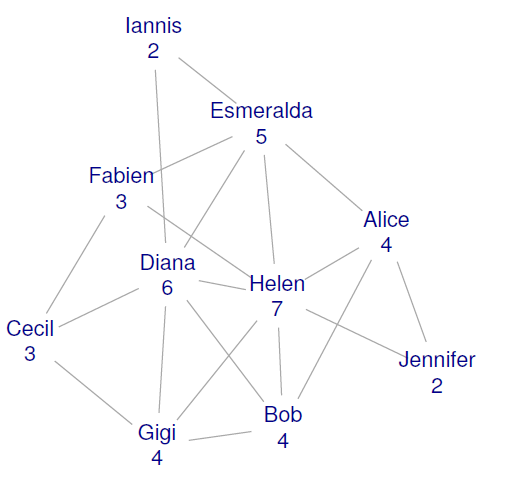 Iannis
2
Esmeralda
5
Fabien
3
Alice
4
Diana
6
Helen
7
Cecil
3
Jennifer
2
Bob
4
Gigi
4